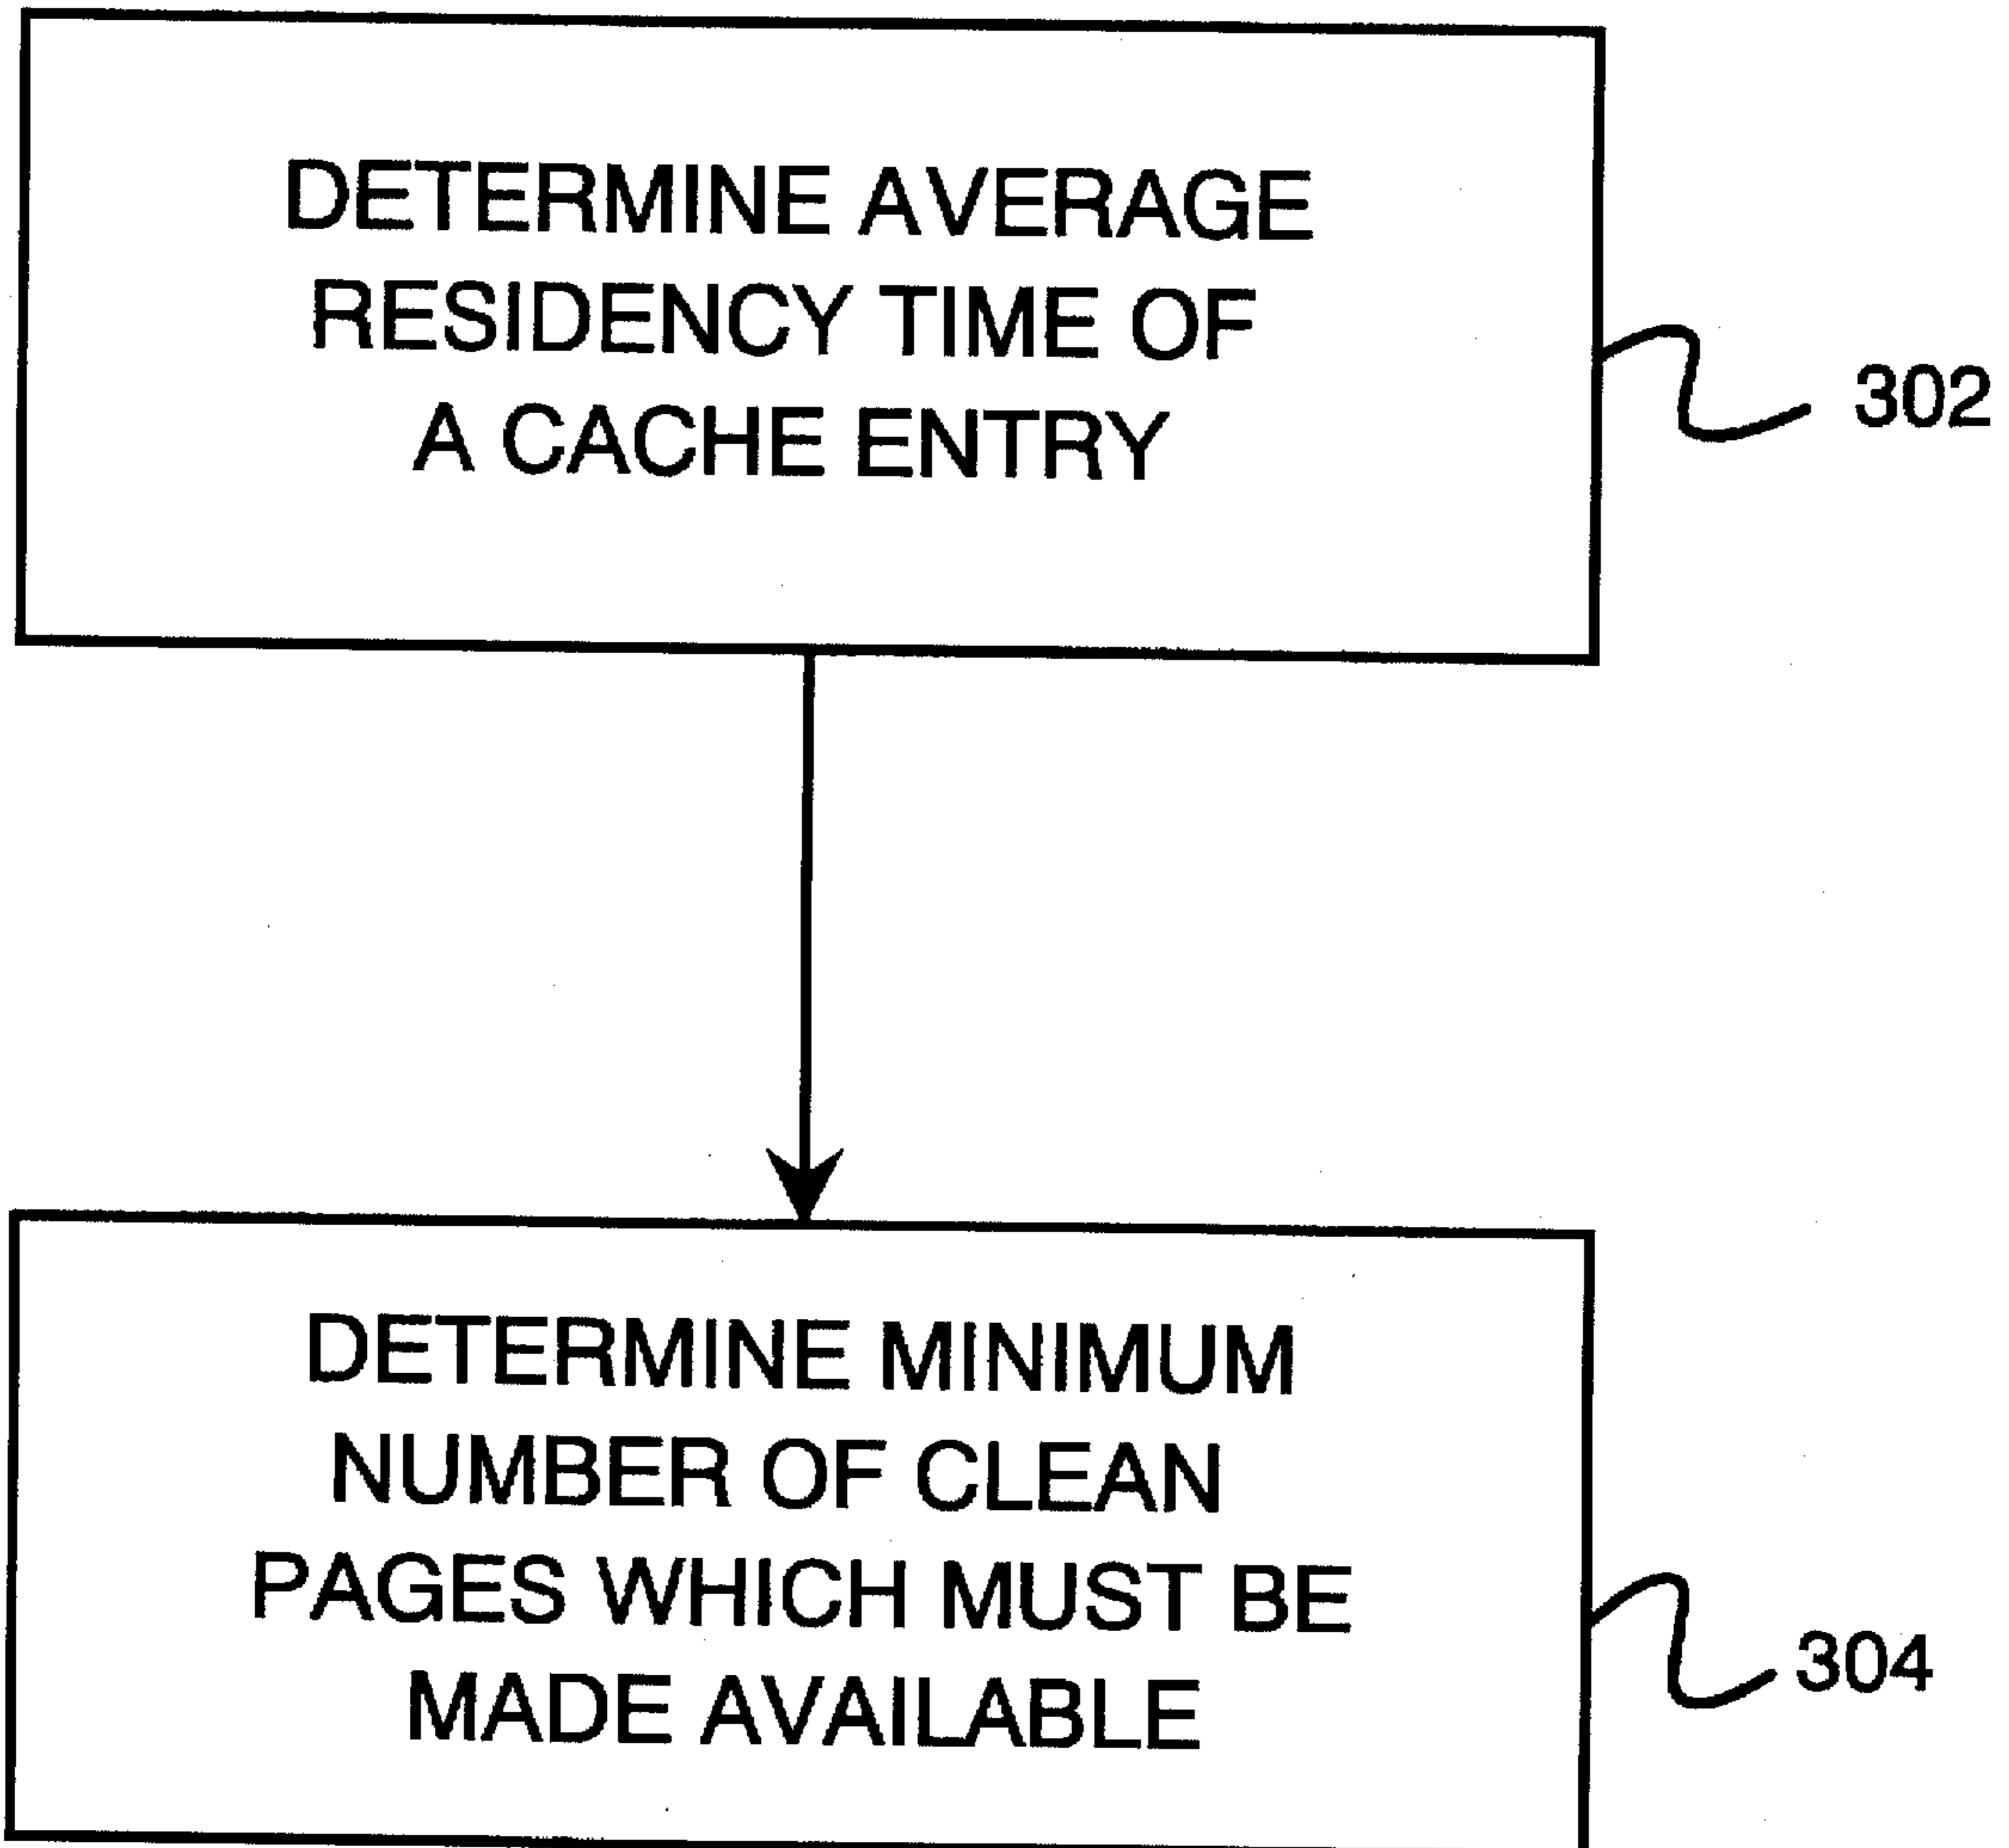 DETERMINE AVERAGE
RESIDENCY TIME OF
A CACHE ENTRY
302
DETERMINE MINIMUM
NUMBER OF CLEAN
PAGES WHICH MUST BE
MADE AVAILABLE
304